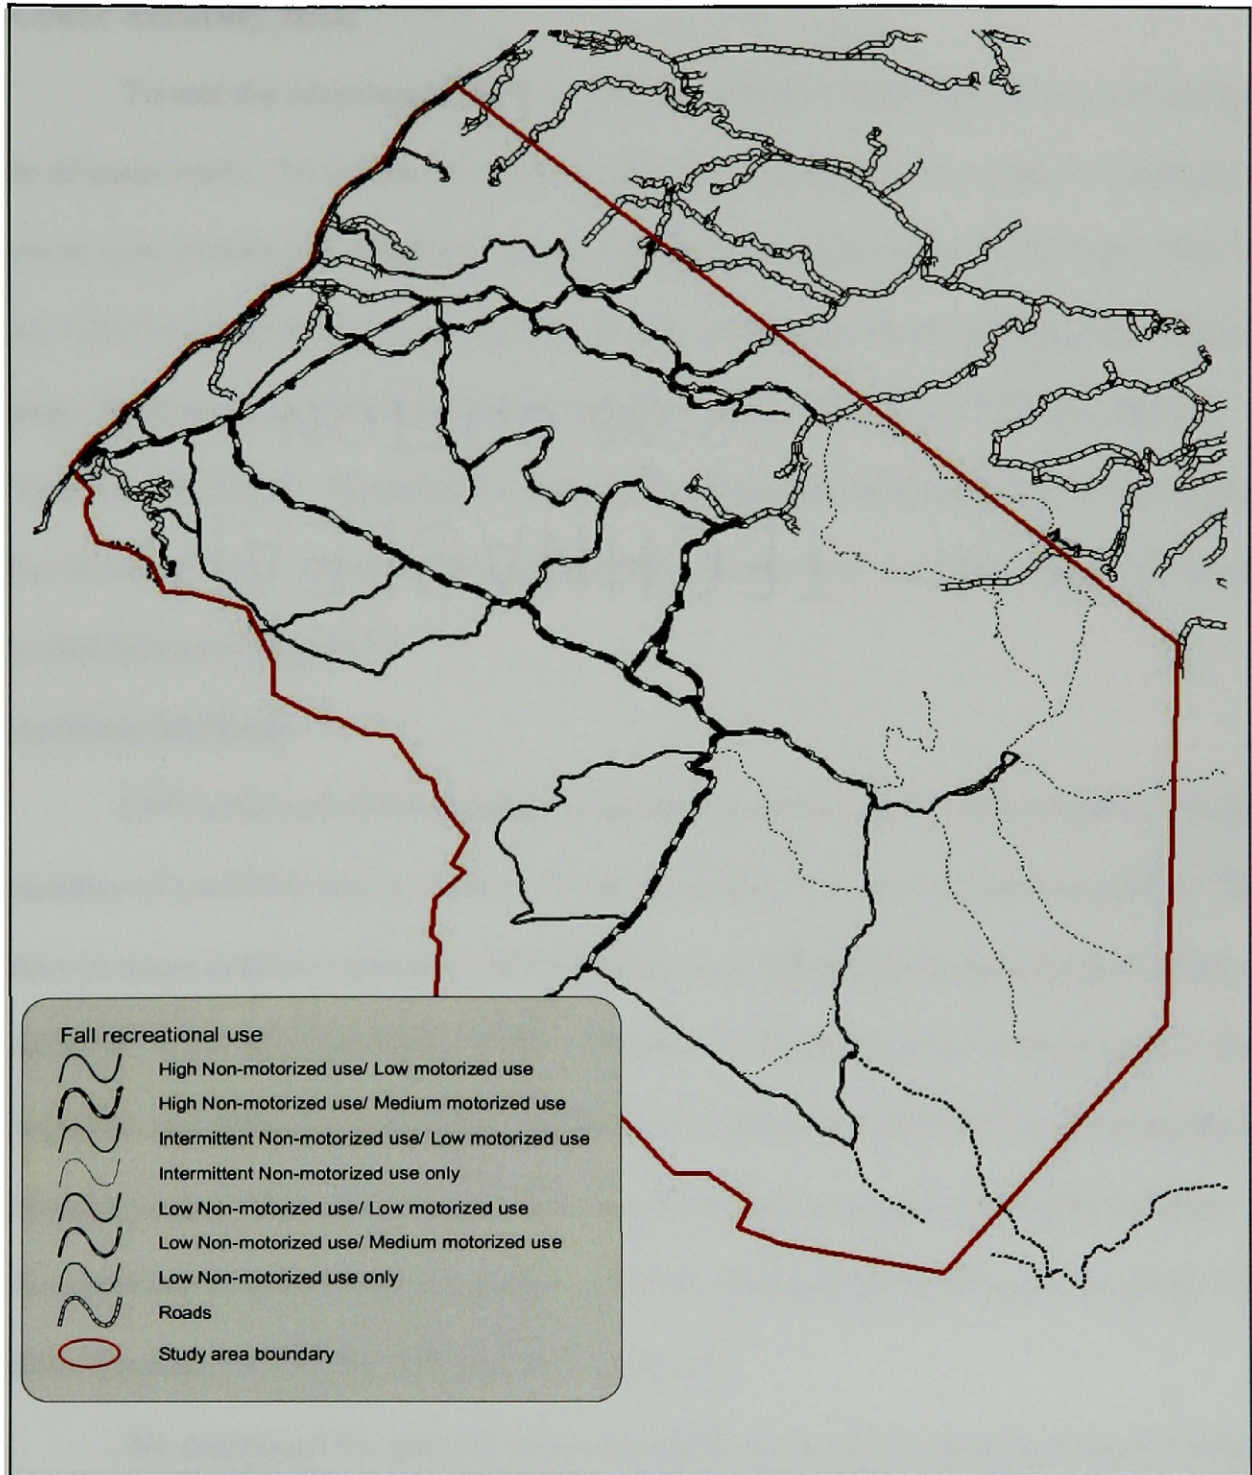 Fall recreational use
High Non-motorized use/ Low motorized use
High Non-motorized use/ Medium motorized use
Intermittent Non-motorized use/ Low motorized use
Intermittent Non-motorized use only
Low Non-motorized use/ Low motorized use
Low Non-motorized use/ Medium motorized use
Low Non-motorized use only
Roads
Study area boundary